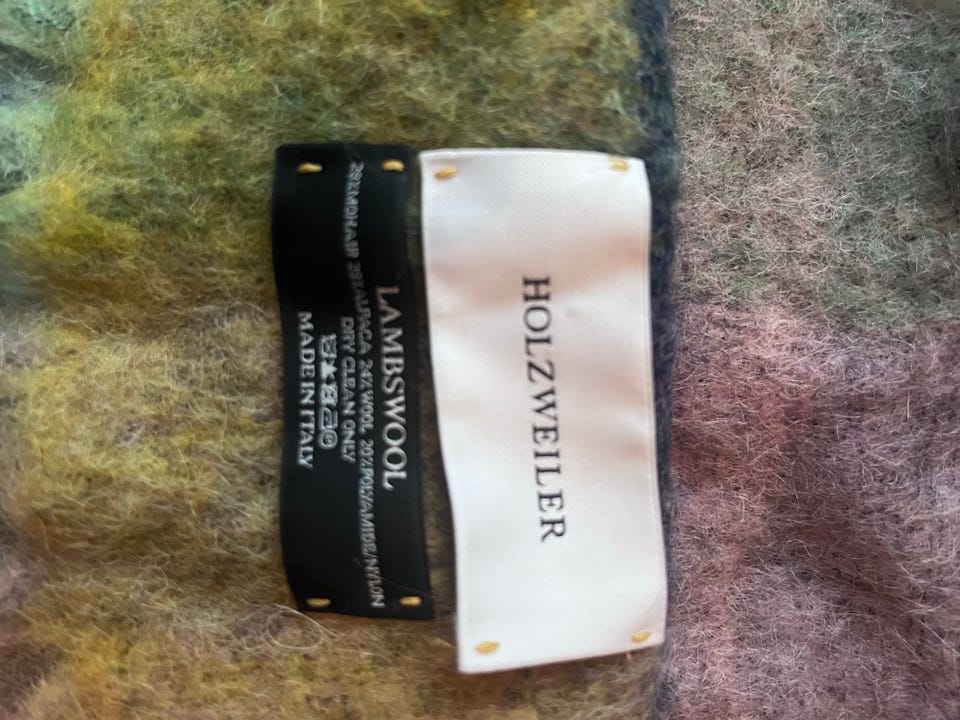 HOLZWEILER
LAMBSWOOL
28%MOHAIR 28%ALPACA 24%WOOL, 20%POLYAMIDE/NYLON
DRY CLEAN ONLY
MADE IN ITALY